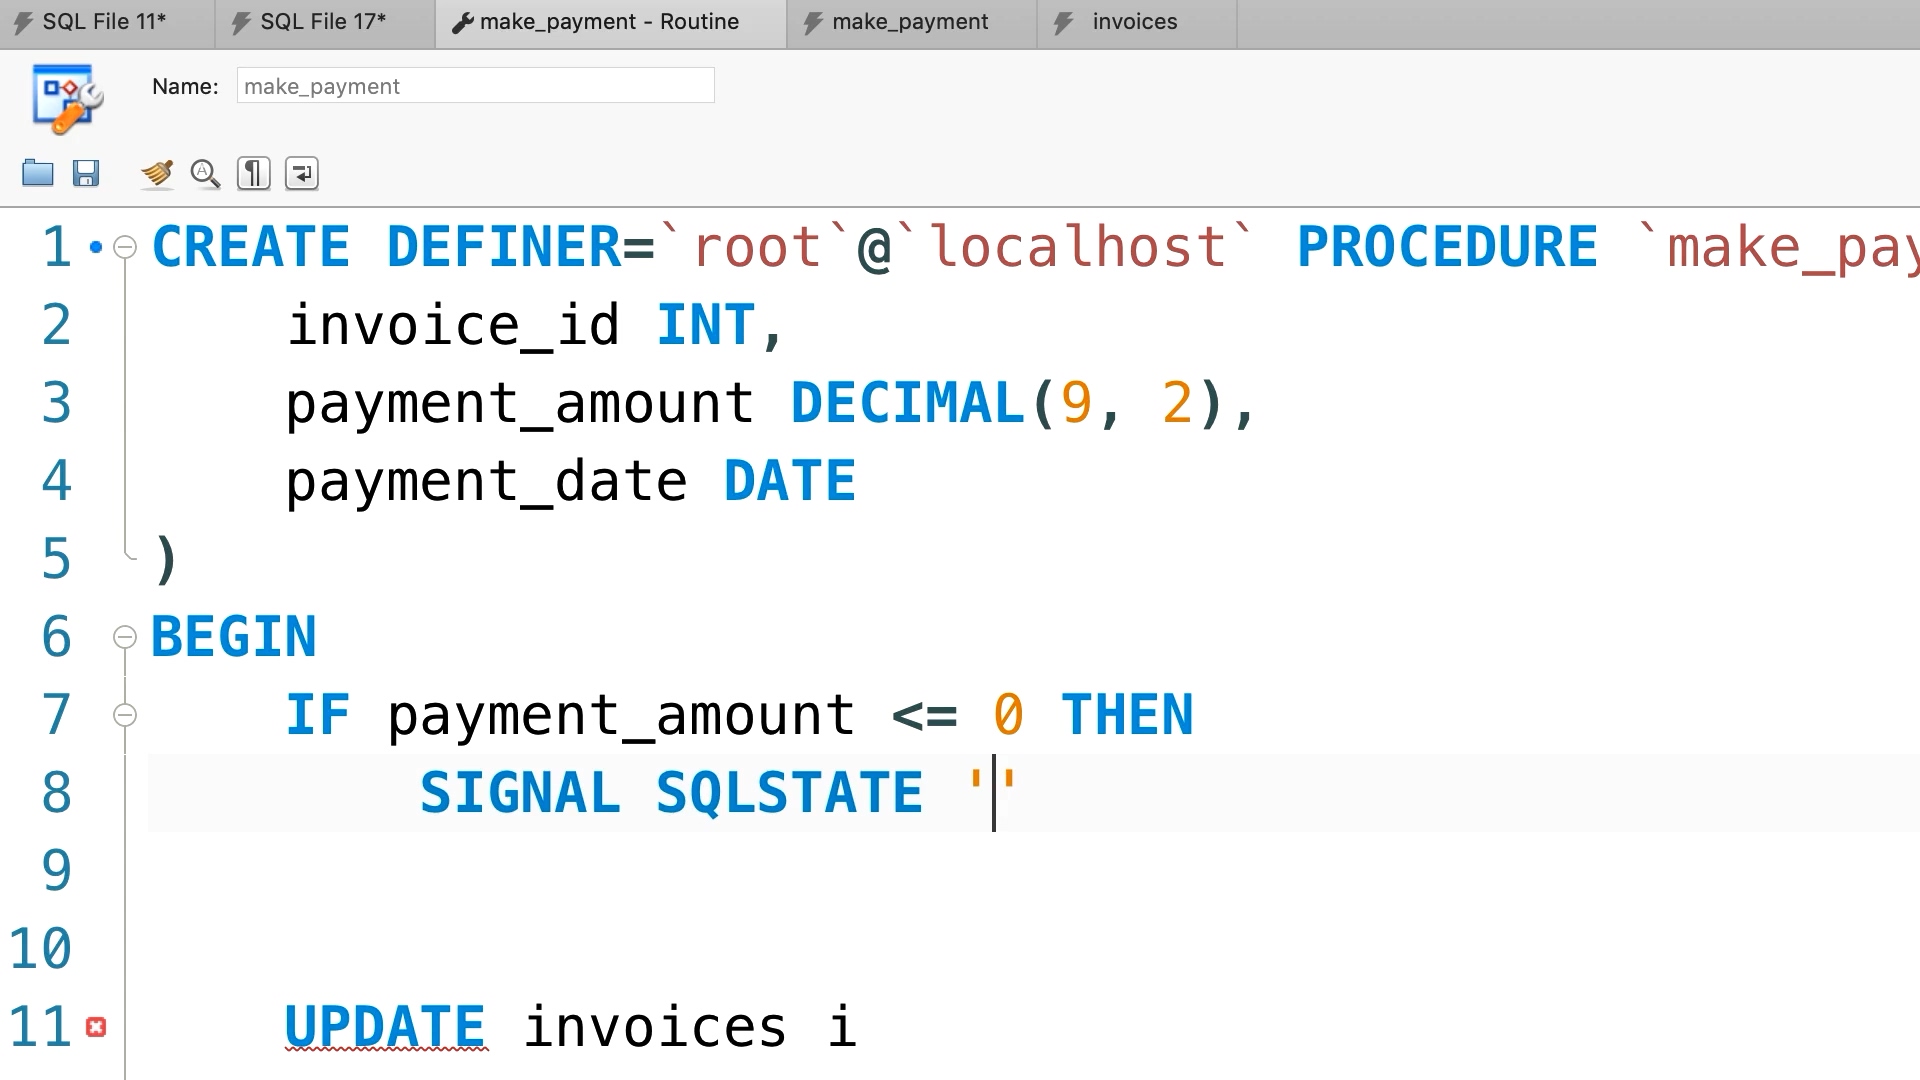 SQL File 11* SQL File 17* make_payment - Routine make_payment invoices
Name: make_payment
1 CREATE DEFINER=`root`@`localhost` PROCEDURE `make_pay
2 invoice_id INT,
3 payment_amount DECIMAL(9, 2),
4 payment_date DATE
5 )
6 BEGIN
7 IF payment_amount <= 0 THEN
8 SIGNAL SQLSTATE ''
9
10
11 UPDATE invoices i